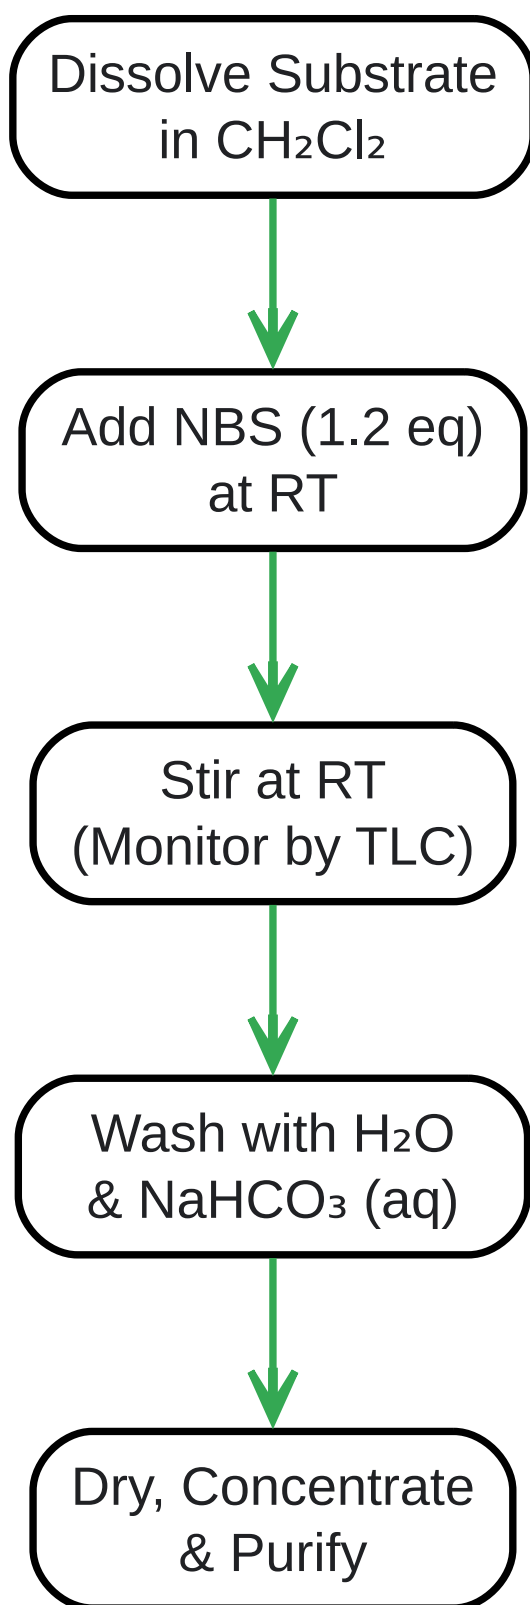 Dissolve Substrate
in CH₂Cl₂
Add NBS (1.2 eq)
at RT
Stir at RT
(Monitor by TLC)
Wash with H₂O
& NaHCO₃ (aq)
Dry, Concentrate
& Purify